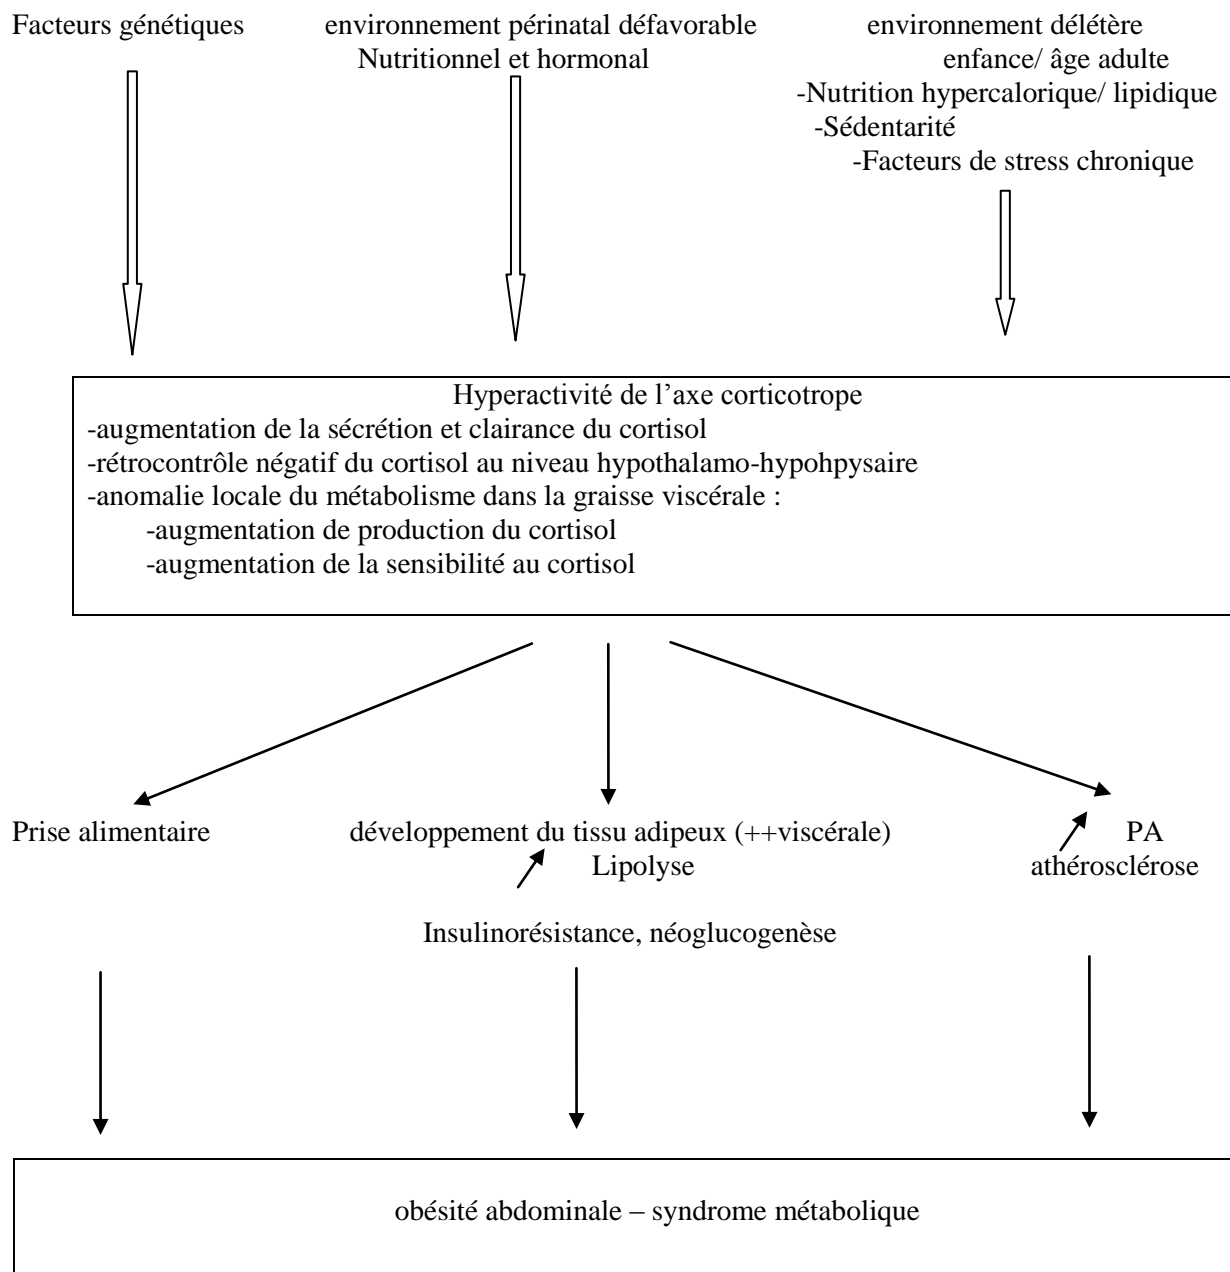 Facteurs génétiques
environnement périnatal défavorable
Nutritionnel et hormonal
environnement délétère
enfance/ âge adulte
-Nutrition hypercalorique/ lipidique
-Sédentarité
-Facteurs de stress chronique
Hyperactivité de l’axe corticotrope
-augmentation de la sécrétion et clairance du cortisol
-rétrocontrôle négatif du cortisol au niveau hypothalamo-hypohpysaire
-anomalie locale du métabolisme dans la graisse viscérale :
-augmentation de production du cortisol
-augmentation de la sensibilité au cortisol
Prise alimentaire
développement du tissu adipeux (++viscérale)
Lipolyse
Insulinorésistance, néoglucogenèse
PA
athérosclérose
obésité abdominale – syndrome métabolique